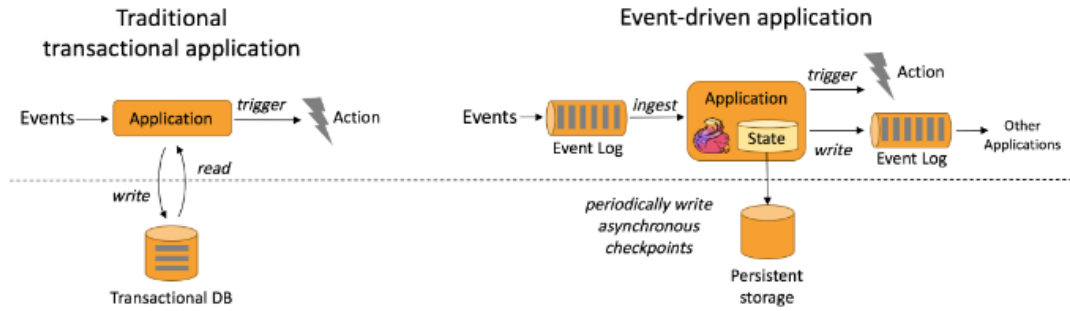 Traditional
transactional application
Events
Application
trigger
Action
write
read
Transactional DB
Event-driven application
Events
Event Log
ingest
Application
State
trigger
Action
write
Event Log
Other
Applications
periodically write
asynchronous
checkpoints
Persistent
storage